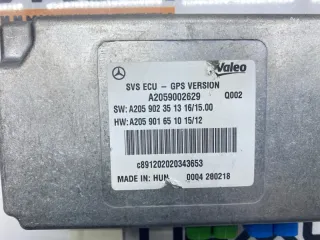 Valeo
SVS ECU - GPS VERSION
A2059002629 Q002
SW: A205 902 35 13 16/15.00
HW: A205 901 65 10 15/12
c891202020343653
MADE IN: HUN 0004 280218